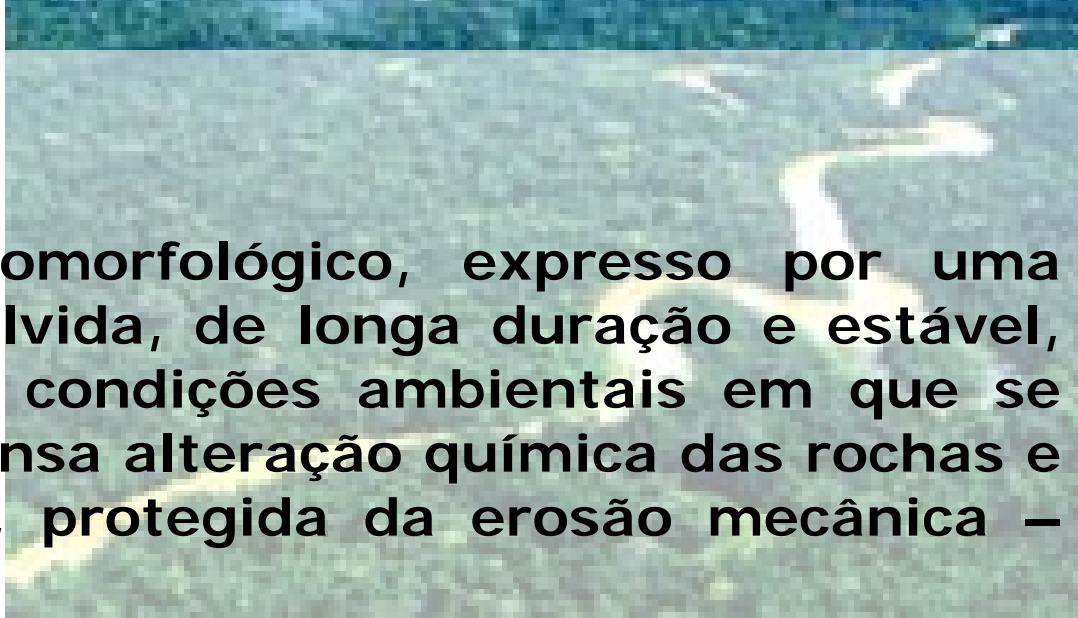 omorfológico, expresso por uma
lvida, de longa duração e estável,
condições ambientais em que se
nsa alteração química das rochas e
, protegida da erosão mecânica –